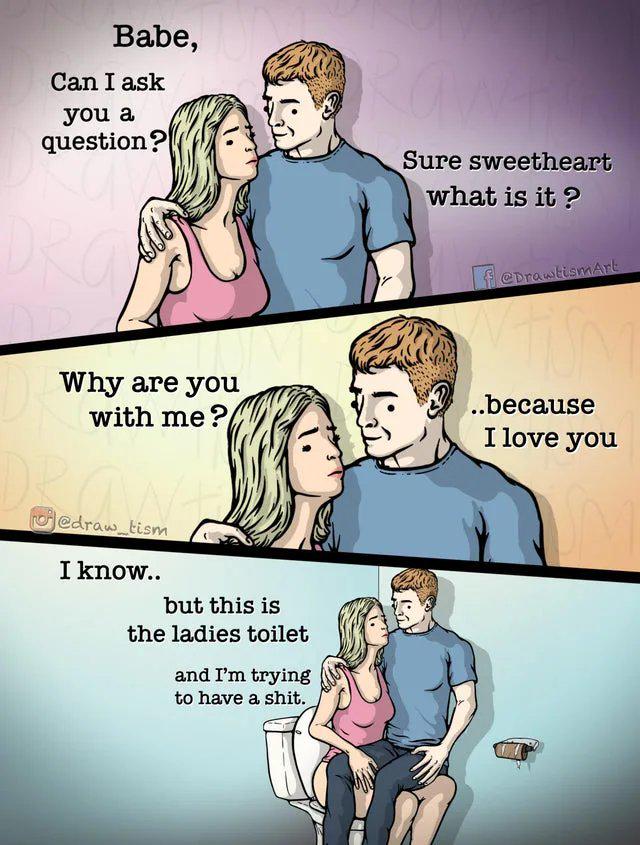 Babe,
Can I ask
you a
question?
Sure sweetheart
what is it ?
f @DrawtismArt
Why are you
with me?
..because
I love you
@draw_tism
I know..
but this is
the ladies toilet
and I'm trying
to have a shit.